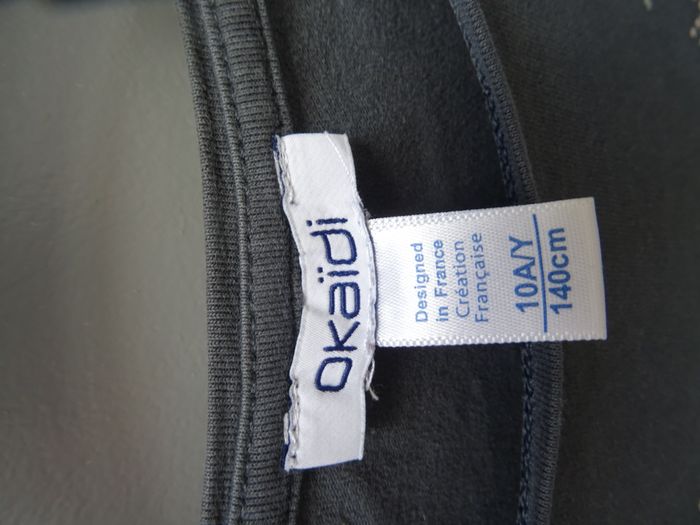 okaïdi
Designed
in France
Création
Française
10A/Y
140cm